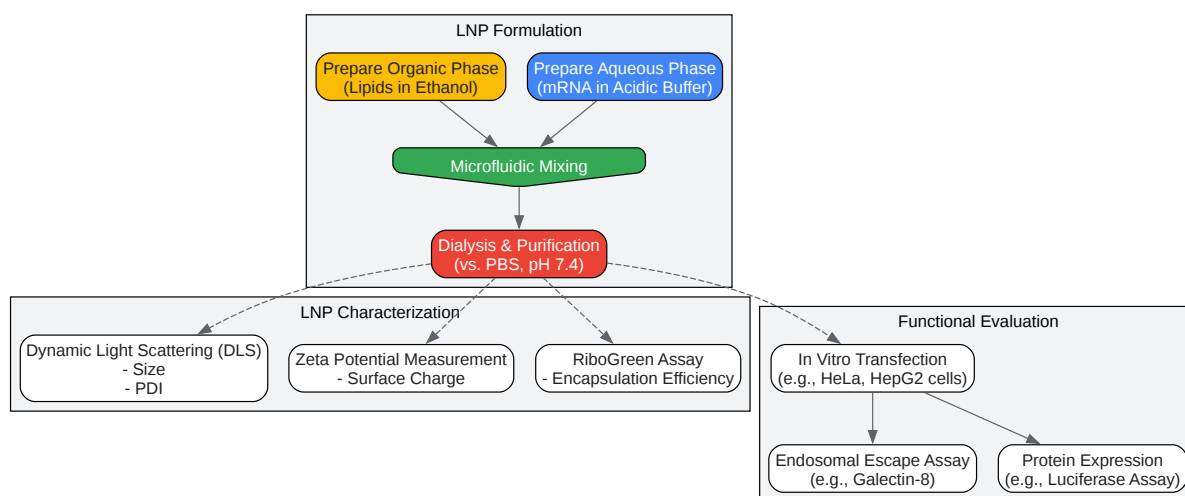 LNP Formulation
Prepare Organic Phase
(Lipids in Ethanol)
Prepare Aqueous Phase
(mRNA in Acidic Buffer)
Microfluidic Mixing
Dialysis & Purification
(vs. PBS, pH 7.4)
LNP Characterization
Dynamic Light Scattering (DLS)
- Size
- PDI
Zeta Potential Measurement
- Surface Charge
RiboGreen Assay
- Encapsulation Efficiency
Functional Evaluation
In Vitro Transfection
(e.g., HeLa, HepG2 cells)
Endosomal Escape Assay
(e.g., Galectin-8)
Protein Expression
(e.g., Luciferase Assay)